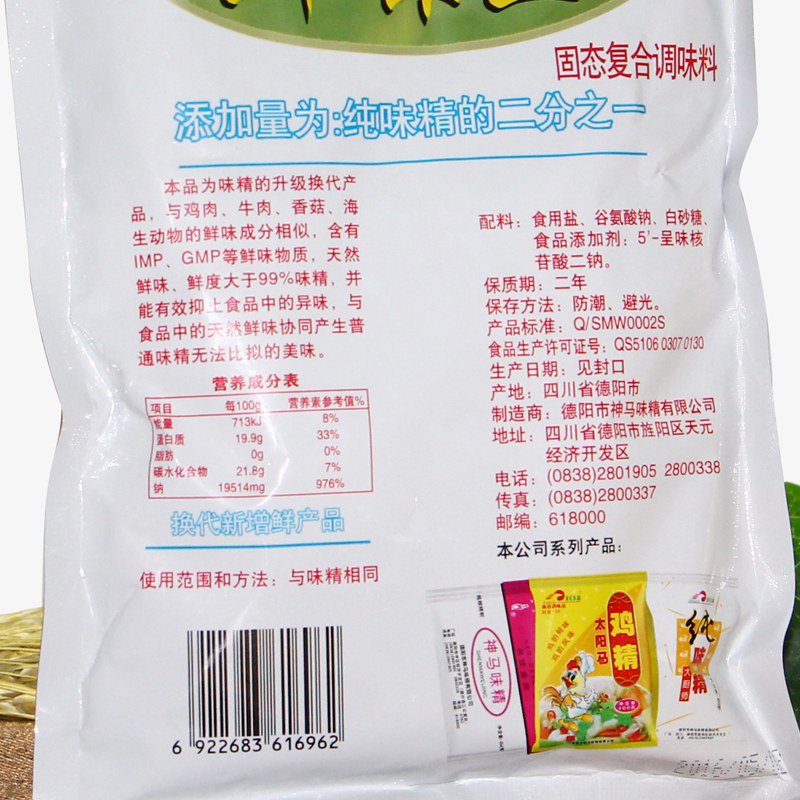 固态复合调味料
添加量为:纯味精的二分之一
本品为味精的升级换代产
品，与鸡肉、牛肉、香菇、海
生动物的鲜味成分相似，含有
IMP、GMP等鲜味物质，天然
鲜味、鲜度大于99%味精，并
能有效抑上食品中的异味，与
食品中的天然鲜味协同产生普
通味精无法比拟的美味。
营养成分表
项目 每100g 营养素参考值%
能量 713kJ 8%
蛋白质 19.9g 33%
脂肪 0g 0%
碳水化合物 21.8g 7%
钠 19514mg 976%
换代新增鲜产品
使用范围和方法：与味精相同
6 922683 616962
配料：食用盐、谷氨酸钠、白砂糖、
食品添加剂：5'-呈味核
苷酸二钠。
保质期：二年
保存方法：防潮、避光。
产品标准：Q/SMW0002S
食品生产许可证号：QS5106 0307 0130
生产日期：见封口
产地：四川省德阳市
制造商：德阳市神马味精有限公司
地址：四川省德阳市旌阳区天元
经济开发区
电话：(0838)2801905 2800338
传真：(0838)2800337
邮编：618000
本公司系列产品：
神马味精
SHENMAWEIJING
太阳马
鸡精
纯味精
大厨师